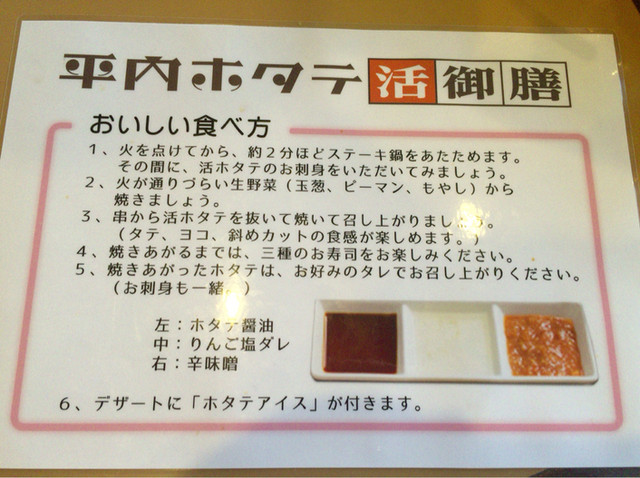 平内ホタテ活御膳
おいしい食べ方
1、火を点けてから、約2分ほどステーキ鍋をあたためます。
その間に、活ホタテのお刺身をいただいてみましょう。
2、火が通りづらい生野菜（玉葱、ピーマン、もやし）から
焼きましょう。
3、串から活ホタテを抜いて焼いて召し上がりましょう。
（タテ、ヨコ、斜めカットの食感が楽しめます。）
4、焼きあがるまでは、三種のお寿司をお楽しみください。
5、焼きあがったホタテは、お好みのタレでお召し上がりください。
（お刺身も一緒。）
左：ホタテ醤油
中：りんご塩ダレ
右：辛味噌
6、デザートに「ホタテアイス」が付きます。